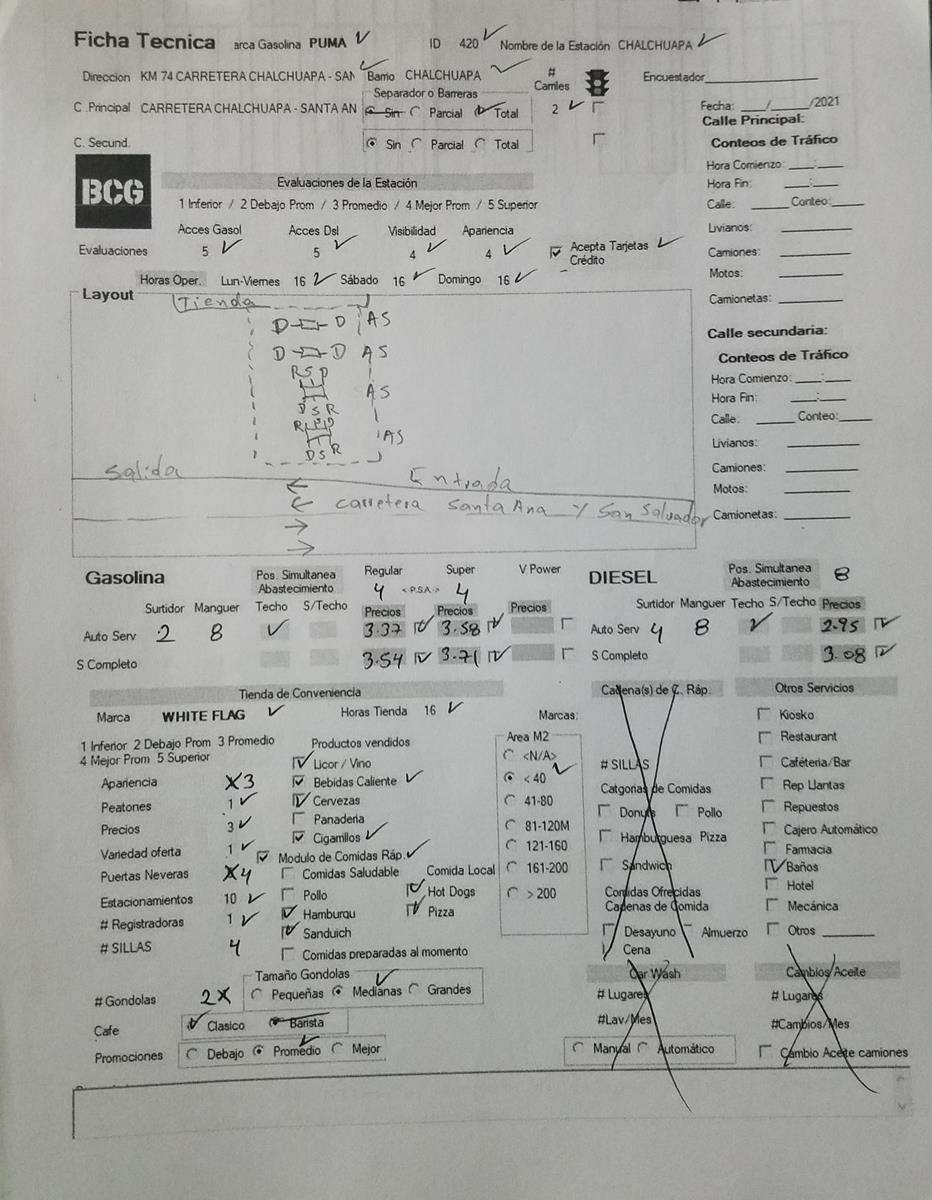 Ficha Tecnica arca Gasolina PUMA ID 420 Nombre de la Estación CHALCHUAPA
Direccion KM 74 CARRETERA CHALCHUAPA - SAN Barrio CHALCHUAPA # Carriles Encuestador
Separador o Barreras
C .Principal CARRETERA CHALCHUAPA - SANTA AN Sin Parcial Total 2 Fecha: / /2021
Calle Principal:
C. Secund. Sin Parcial Total Conteos de Tráfico
Hora Comienzo: :
BCG Evaluaciones de la Estación Hora Fin: :
1 Inferior / 2 Debajo Prom / 3 Promedio / 4 Mejor Prom / 5 Superior Calle: Conteo:
Acces Gasol Acces Dsl Visibilidad Apariencia Livianos:
Evaluaciones 5 5 4 4 Acepta Tarjetas Crédito Camiones:
Horas Oper. Lun-Viernes 16 Sábado 16 Domingo 16 Motos:
Layout Tienda Camionetas:
D D AS
Calle secundaria:
D D AS Conteos de Tráfico
R S D Hora Comienzo: :
AS Hora Fin: :
D S R Calle: Conteo:
R
AS Livianos:
D S R
Salida Entrada Camiones:
Motos:
carretera Santa Ana y San Salvador Camionetas:
Gasolina Pos. Simultanea Abastecimiento Regular Super V Power DIESEL Pos. Simultanea Abastecimiento 8
4 <P.S.A.> 4
Surtidor Manguer Techo S/Techo Precios Precios Precios Surtidor Manguer Techo S/Techo Precios
Auto Serv 2 8 3.37 3.58 Auto Serv 4 8 2.95
S Completo 3.54 3.71 S Completo 3.08
Tienda de Conveniencia Cadena(s) de C. Ráp. Otros Servicios
Marca WHITE FLAG Horas Tienda 16 Marcas: Kiosko
1 Inferior 2 Debajo Prom 3 Promedio Productos vendidos Area M2 Restaurant
4 Mejor Prom 5 Superior Licor / Vino <N/A> # SILLAS Caféteria/Bar
Apariencia X3 Bebidas Caliente < 40 Catgorias de Comidas Rep Llantas
Peatones 1 Cervezas 41-80 Donuts Pollo Repuestos
Precios 3 Panaderia 81-120M Hamburguesa Pizza Cajero Automático
Cigarrillos
Variedad oferta 1 Modulo de Comidas Ráp. 121-160 Farmacia
Puertas Neveras X4 Comidas Saludable Comida Local 161-200 Sandwich Baños
Estacionamientos 10 Pollo Hot Dogs > 200 Comidas Ofrecidas Cadenas de Comida Hotel
# Registradoras 1 Hamburqu Pizza Mecánica
# SILLAS 4 Sanduich Desayuno Almuerzo Otros
Comidas preparadas al momento Cena
Tamaño Gondolas Car Wash Cambios Aceite
# Gondolas 2X Pequeñas Medianas Grandes # Lugares # Lugares
Cafe Clasico Barista #Lav/Mes #Cambios/Mes
Promociones Debajo Promedio Mejor Manual Automático Cambio Aceite camiones